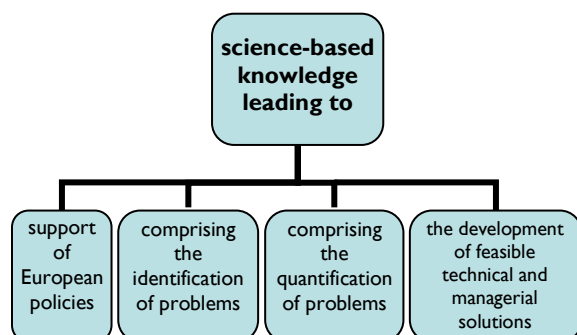 science-based
knowledge
leading to
support
of
European
policies
comprising
the
identification
of problems
comprising
the
quantification
of problems
the development
of feasible
technical and
managerial
solutions